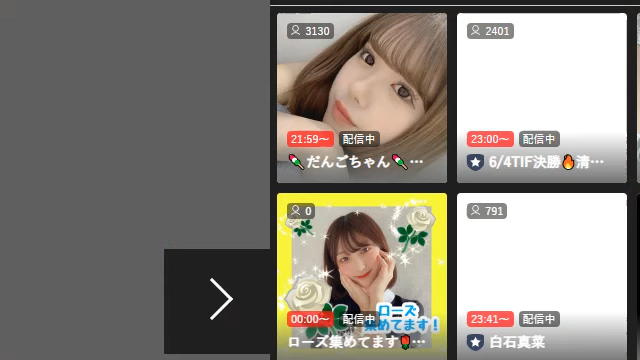 3130
21:59〜 配信中
だんごちゃん …
2401
23:00〜 配信中
6/4TIF決勝🔥清…
0
ローズ
集めてます！
00:00〜 配信中
ローズ集めてます🌹…
791
23:41〜 配信中
白石真菜